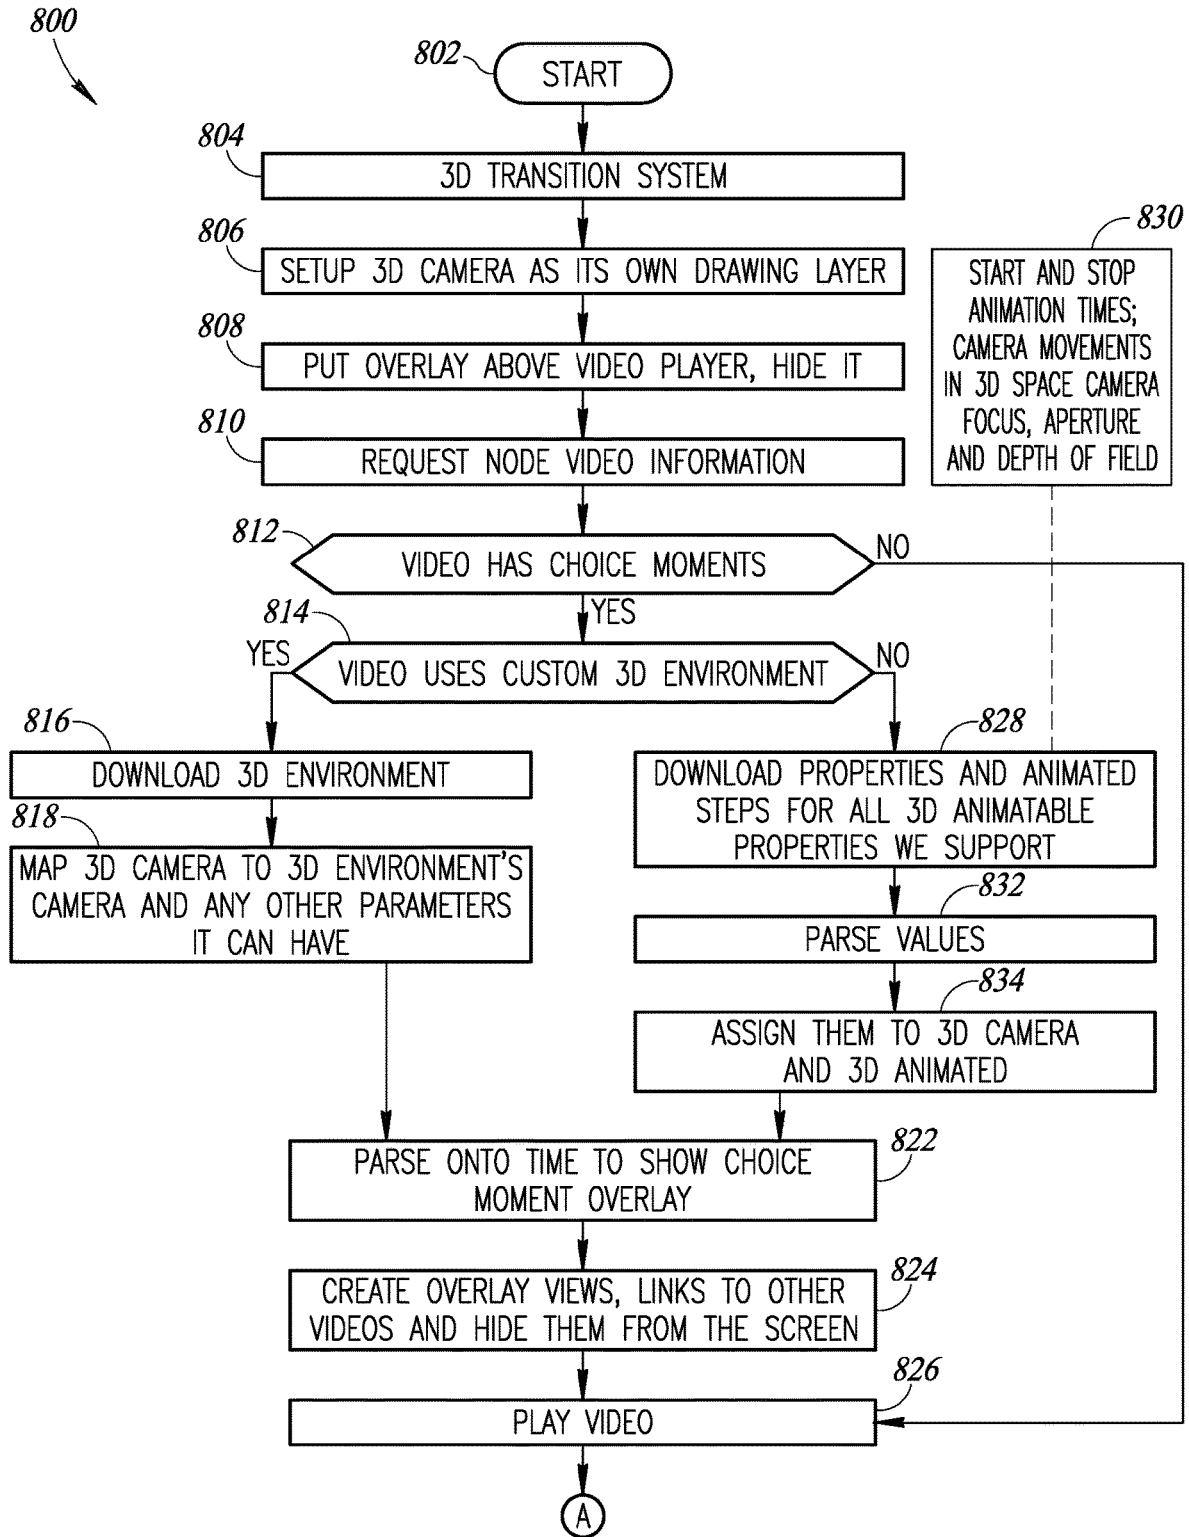 800
802
START
804
3D TRANSITION SYSTEM
806
SETUP 3D CAMERA AS ITS OWN DRAWING LAYER
830
START AND STOP
ANIMATION TIMES;
CAMERA MOVEMENTS
IN 3D SPACE CAMERA
FOCUS, APERTURE
AND DEPTH OF FIELD
808
PUT OVERLAY ABOVE VIDEO PLAYER, HIDE IT
810
REQUEST NODE VIDEO INFORMATION
812
VIDEO HAS CHOICE MOMENTS
NO
YES
814
VIDEO USES CUSTOM 3D ENVIRONMENT
YES
NO
816
DOWNLOAD 3D ENVIRONMENT
818
MAP 3D CAMERA TO 3D ENVIRONMENT'S
CAMERA AND ANY OTHER PARAMETERS
IT CAN HAVE
828
DOWNLOAD PROPERTIES AND ANIMATED
STEPS FOR ALL 3D ANIMATABLE
PROPERTIES WE SUPPORT
832
PARSE VALUES
834
ASSIGN THEM TO 3D CAMERA
AND 3D ANIMATED
822
PARSE ONTO TIME TO SHOW CHOICE
MOMENT OVERLAY
824
CREATE OVERLAY VIEWS, LINKS TO OTHER
VIDEOS AND HIDE THEM FROM THE SCREEN
826
PLAY VIDEO
A